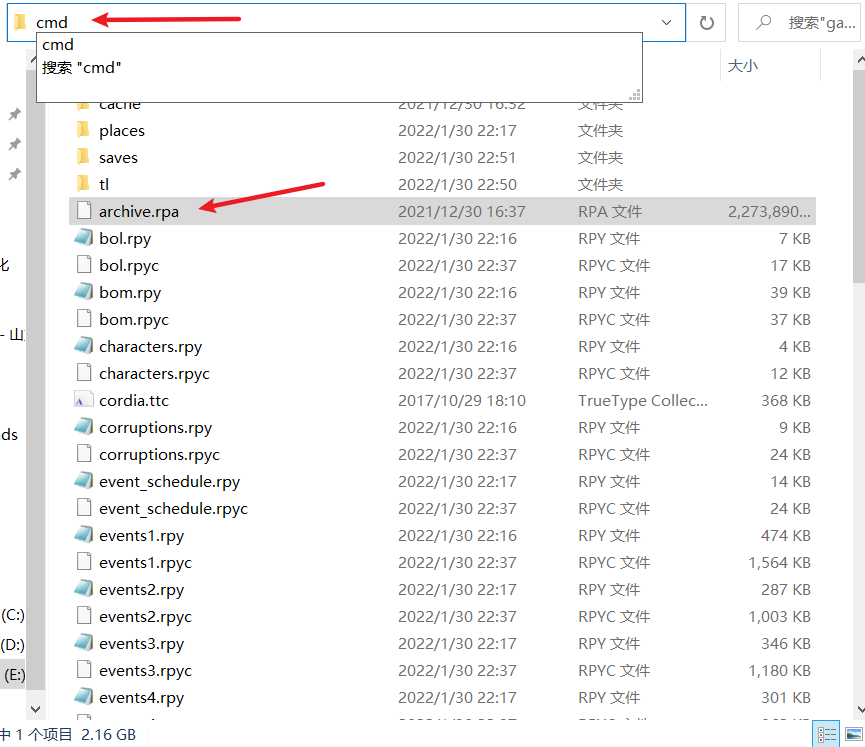 cmd
搜索"ga...
cmd
搜索 "cmd"
大小
cache 2021/12/30 16:32 文件夹
places 2022/1/30 22:17 文件夹
saves 2022/1/30 22:51 文件夹
tl 2022/1/30 22:50 文件夹
archive.rpa 2021/12/30 16:37 RPA 文件 2,273,890...
bol.rpy 2022/1/30 22:16 RPY 文件 7 KB
bol.rpyc 2022/1/30 22:37 RPYC 文件 17 KB
bom.rpy 2022/1/30 22:16 RPY 文件 39 KB
bom.rpyc 2022/1/30 22:37 RPYC 文件 37 KB
characters.rpy 2022/1/30 22:16 RPY 文件 4 KB
characters.rpyc 2022/1/30 22:37 RPYC 文件 12 KB
cordia.ttc 2017/10/29 18:10 TrueType Collec... 368 KB
ds corruptions.rpy 2022/1/30 22:16 RPY 文件 9 KB
corruptions.rpyc 2022/1/30 22:37 RPYC 文件 24 KB
event_schedule.rpy 2022/1/30 22:17 RPY 文件 14 KB
event_schedule.rpyc 2022/1/30 22:37 RPYC 文件 24 KB
events1.rpy 2022/1/30 22:16 RPY 文件 474 KB
events1.rpyc 2022/1/30 22:37 RPYC 文件 1,564 KB
events2.rpy 2022/1/30 22:17 RPY 文件 287 KB
(C:) events2.rpyc 2022/1/30 22:37 RPYC 文件 1,003 KB
(D:) events3.rpy 2022/1/30 22:17 RPY 文件 346 KB
(E:) events3.rpyc 2022/1/30 22:37 RPYC 文件 1,180 KB
events4.rpy 2022/1/30 22:17 RPY 文件 301 KB
中 1 个项目 2.16 GB